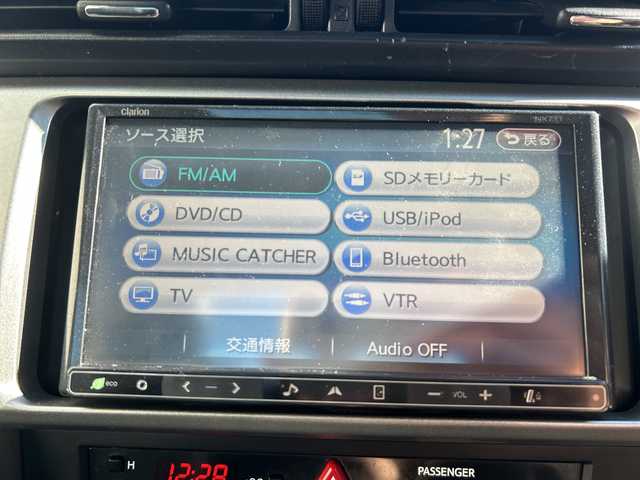 clarion
ソース選択 1:27 戻る
FM/AM SDメモリーカード
DVD/CD USB/iPod
MUSIC CATCHER Bluetooth
TV VTR
交通情報 Audio OFF
eco VOL
H 12:28 PASSENGER